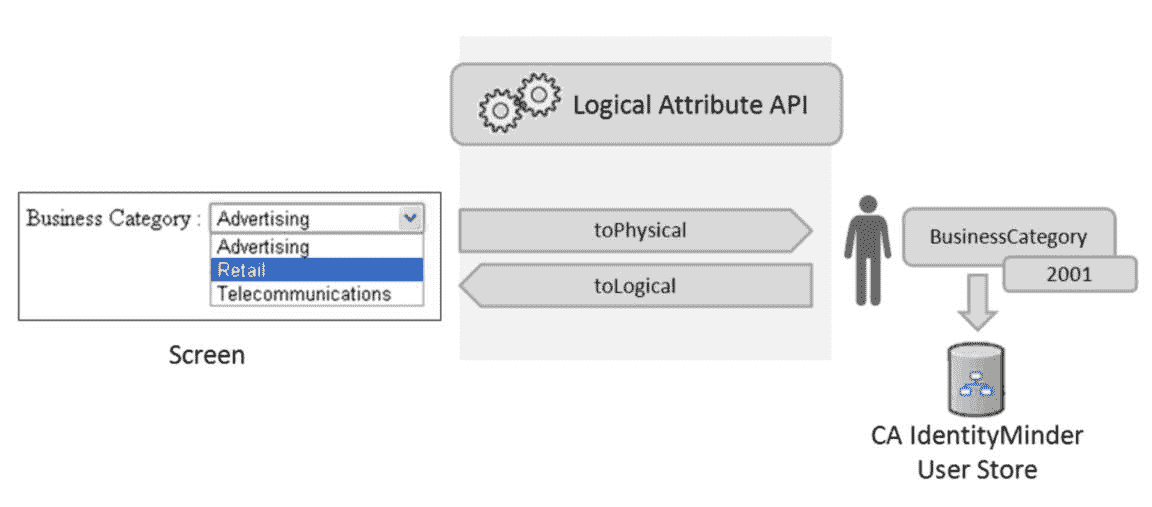 Logical Attribute API
Business Category : Advertising
Advertising
Retail
Telecommunications
Screen
toPhysical
toLogical
BusinessCategory
2001
CA IdentityMinder
User Store